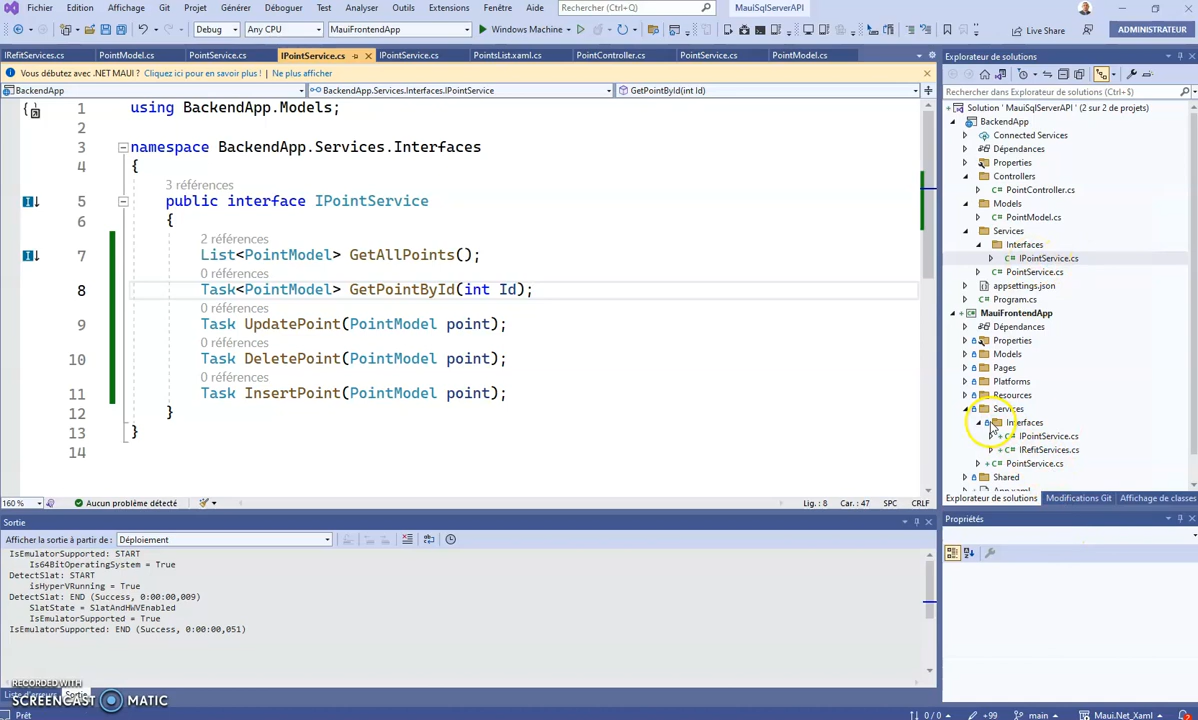 Fichier Edition Affichage Git Projet Générer Déboguer Test Analyser Outils Extensions Fenêtre Aide Rechercher (Ctrl+Q) MauiSqlServerAPI
Debug Any CPU MauiFrontendApp Windows Machine Live Share ADMINISTRATEUR
IRefitServices.cs PointModel.cs PointService.cs IPointService.cs IPointService.cs PointsList.xaml.cs PointController.cs PointService.cs PointModel.cs
Vous débutez avec .NET MAUI ? Cliquez ici pour en savoir plus ! Ne plus afficher
BackendApp BackendApp.Services.Interfaces.IPointService GetPointById(int Id)
1 using BackendApp.Models;
2
3 namespace BackendApp.Services.Interfaces
4 {
3 références
5 public interface IPointService
6 {
2 références
7 List<PointModel> GetAllPoints();
0 références
8 Task<PointModel> GetPointById(int Id);
0 références
9 Task UpdatePoint(PointModel point);
0 références
10 Task DeletePoint(PointModel point);
0 références
11 Task InsertPoint(PointModel point);
12 }
13 }
14
160 % Aucun problème détecté Lig. : 8 Car. : 47 SPC CRLF
Sortie
Afficher la sortie à partir de : Déploiement
IsEmulatorSupported: START
Is64BitOperatingSystem = True
DetectSlat: START
isHyperVRunning = True
DetectSlat: END (Success, 0:00:00,009)
SlatState = SlatAndHWVEnabled
IsEmulatorSupported = True
IsEmulatorSupported: END (Success, 0:00:00,051)
Liste d'erreurs Sortie
RECORDED WITH
SCREENCAST MATIC
Prêt 0 / 0 +99 main Maui.Net_Xaml
Explorateur de solutions
Rechercher dans Explorateur de solutions (Ctrl+$)
Solution 'MauiSqlServerAPI ' (2 sur 2 de projets)
BackendApp
Connected Services
Dépendances
Properties
Controllers
PointController.cs
Models
PointModel.cs
Services
Interfaces
IPointService.cs
PointService.cs
appsettings.json
Program.cs
MauiFrontendApp
Dépendances
Properties
Models
Pages
Platforms
Resources
Services
Interfaces
IPointService.cs
IRefitServices.cs
PointService.cs
Shared
App.xaml
Explorateur de solutions Modifications Git Affichage de classes
Propriétés